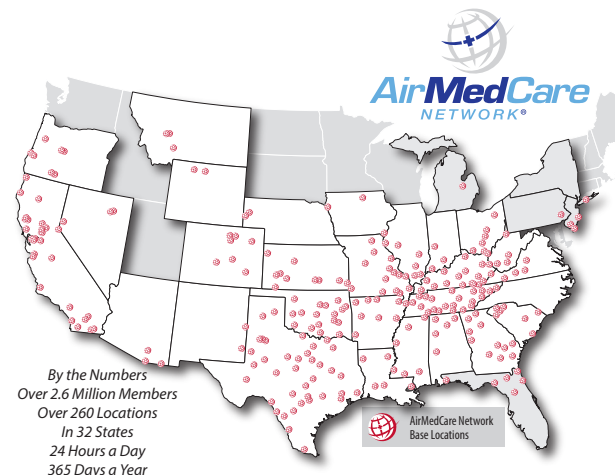 AirMedCare
NETWORK®
By the Numbers
Over 2.6 Million Members
Over 260 Locations
In 32 States
24 Hours a Day
365 Days a Year
AirMedCare Network
Base Locations